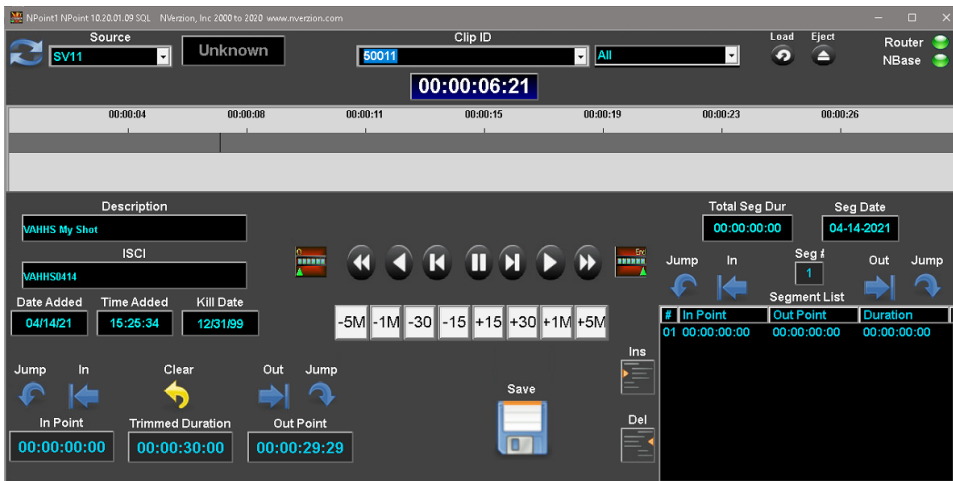 NPoint1 NPoint 10.20.01.09 SQL NVerzion, Inc 2000 to 2020 www.nverzion.com
Source Clip ID Load Eject Router
SV11 Unknown 50011 All NBase
00:00:06:21
00:00:04 00:00:08 00:00:11 00:00:15 00:00:19 00:00:23 00:00:26
Description
VAHHS My Shot
ISCI
VAHHS0414
Date Added Time Added Kill Date
04/14/21 15:25:34 12/31/99
Jump In Clear Out Jump
In Point Trimmed Duration Out Point
00:00:00:00 00:00:30:00 00:00:29:29
End
-5M -1M -30 -15 +15 +30 +1M +5M
Save
Ins
Del
Total Seg Dur Seg Date
00:00:00:00 04-14-2021
Jump In Seg # Out Jump
1
Segment List
# In Point Out Point Duration
01 00:00:00:00 00:00:00:00 00:00:00:00